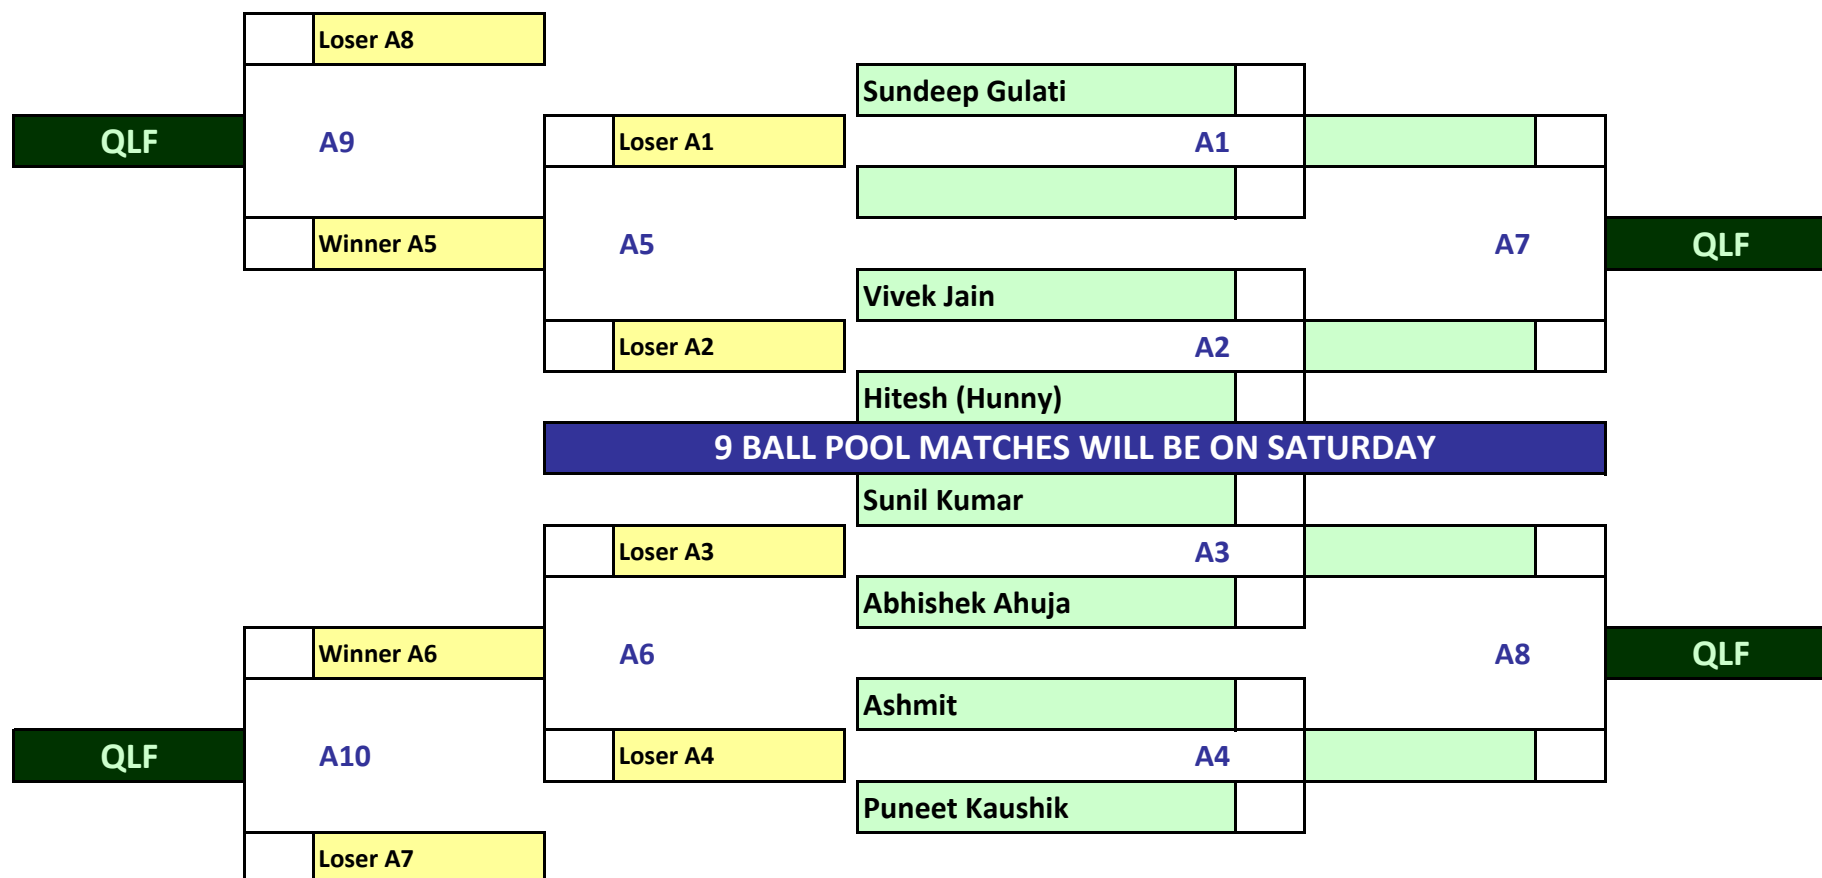 Loser A8
Sundeep Gulati
QLF
A9
Loser A1
A1
Winner A5
A5
A7
QLF
Vivek Jain
Loser A2
A2
Hitesh (Hunny)
9 BALL POOL MATCHES WILL BE ON SATURDAY
Sunil Kumar
Loser A3
A3
Abhishek Ahuja
Winner A6
A6
A8
QLF
Ashmit
QLF
A10
Loser A4
A4
Puneet Kaushik
Loser A7